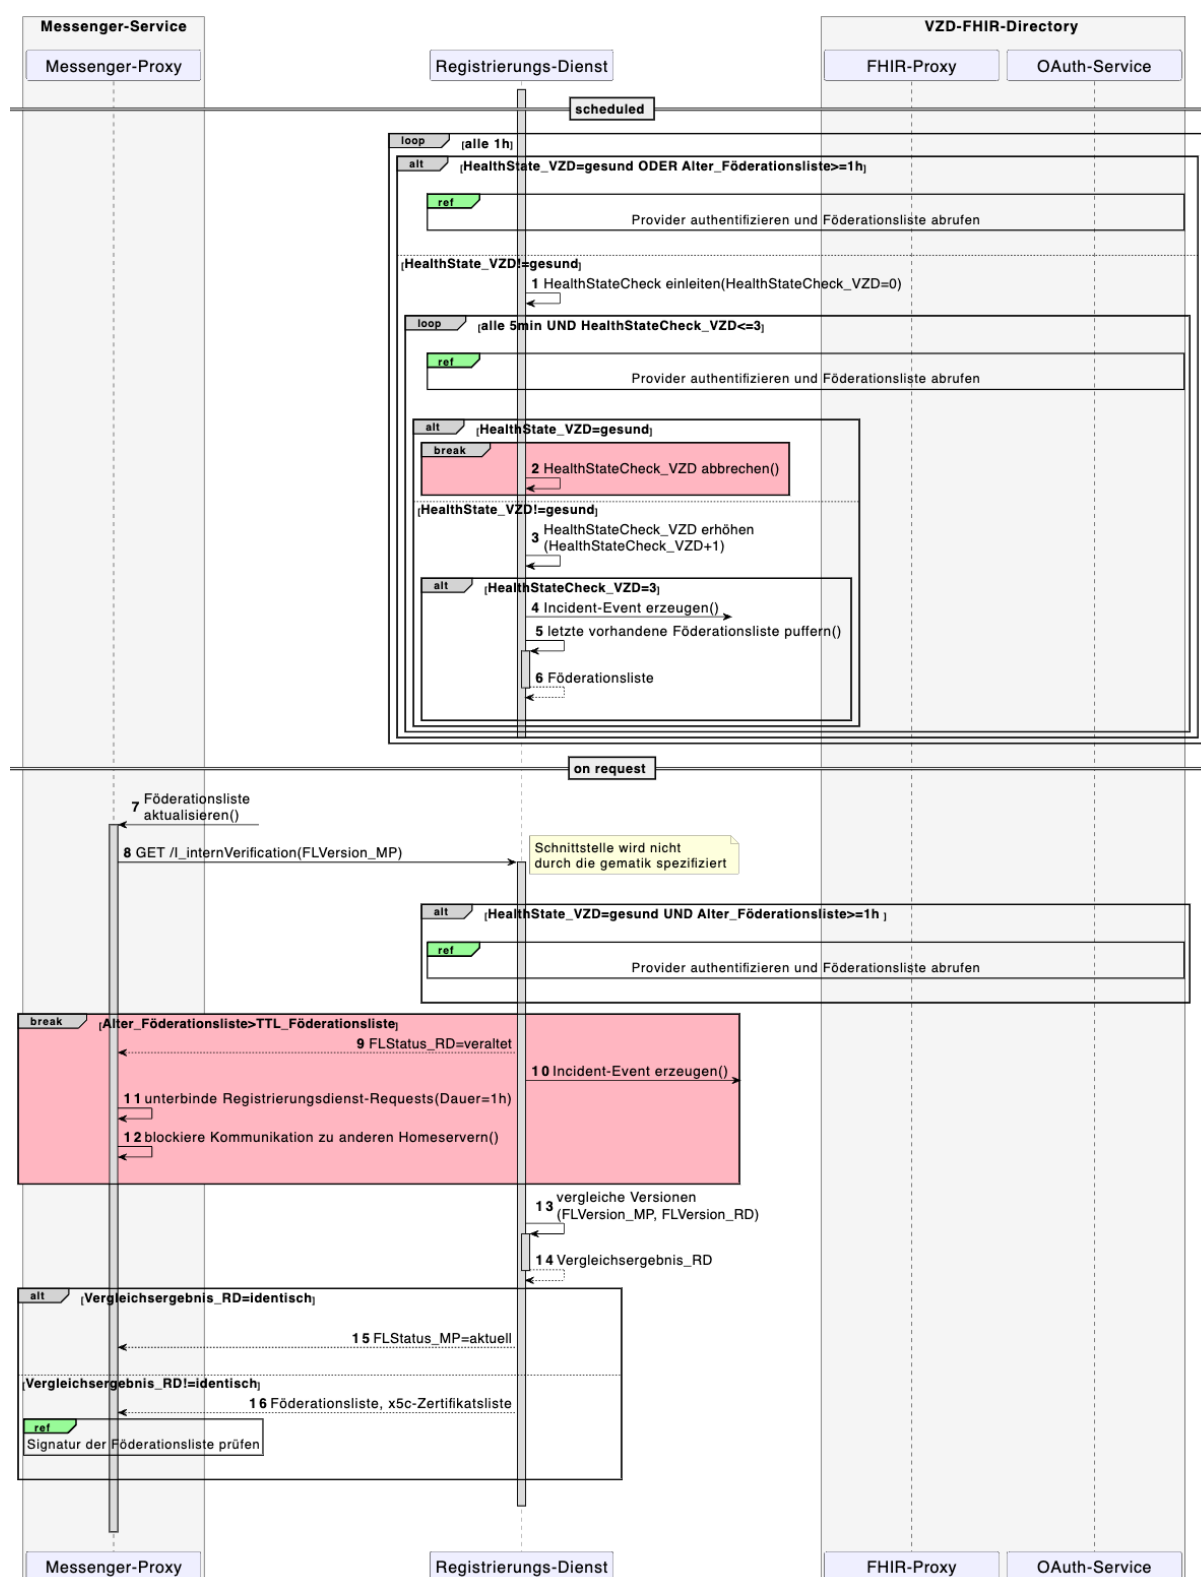 Messenger-Service
VZD-FHIR-Directory
Messenger-Proxy
Registrierungs-Dienst
FHIR-Proxy
OAuth-Service
scheduled
loop [alle 1h]
alt [HealthState_VZD=gesund ODER Alter_Föderationsliste>=1h]
ref
Provider authentifizieren und Föderationsliste abrufen
[HealthState_VZD!=gesund]
1 HealthStateCheck einleiten(HealthStateCheck_VZD=0)
loop [alle 5min UND HealthStateCheck_VZD<=3]
ref
Provider authentifizieren und Föderationsliste abrufen
alt [HealthState_VZD=gesund]
break
2 HealthStateCheck_VZD abbrechen()
[HealthState_VZD!=gesund]
3 HealthStateCheck_VZD erhöhen
(HealthStateCheck_VZD+1)
alt [HealthStateCheck_VZD=3]
4 Incident-Event erzeugen()
5 letzte vorhandene Föderationsliste puffern()
6 Föderationsliste
on request
7 Föderationsliste
aktualisieren()
8 GET /I_internVerification(FLVersion_MP)
Schnittstelle wird nicht
durch die gematik spezifiziert
alt [HealthState_VZD=gesund UND Alter_Föderationsliste>=1h ]
ref
Provider authentifizieren und Föderationsliste abrufen
break [Alter_Föderationsliste>TTL_Föderationsliste]
9 FLStatus_RD=veraltet
10 Incident-Event erzeugen()
11 unterbinde Registrierungsdienst-Requests(Dauer=1h)
12 blockiere Kommunikation zu anderen Homeservern()
13 vergleiche Versionen
(FLVersion_MP, FLVersion_RD)
14 Vergleichsergebnis_RD
alt [Vergleichsergebnis_RD=identisch]
15 FLStatus_MP=aktuell
[Vergleichsergebnis_RD!=identisch]
16 Föderationsliste, x5c-Zertifikatsliste
ref
Signatur der Föderationsliste prüfen
Messenger-Proxy
Registrierungs-Dienst
FHIR-Proxy
OAuth-Service